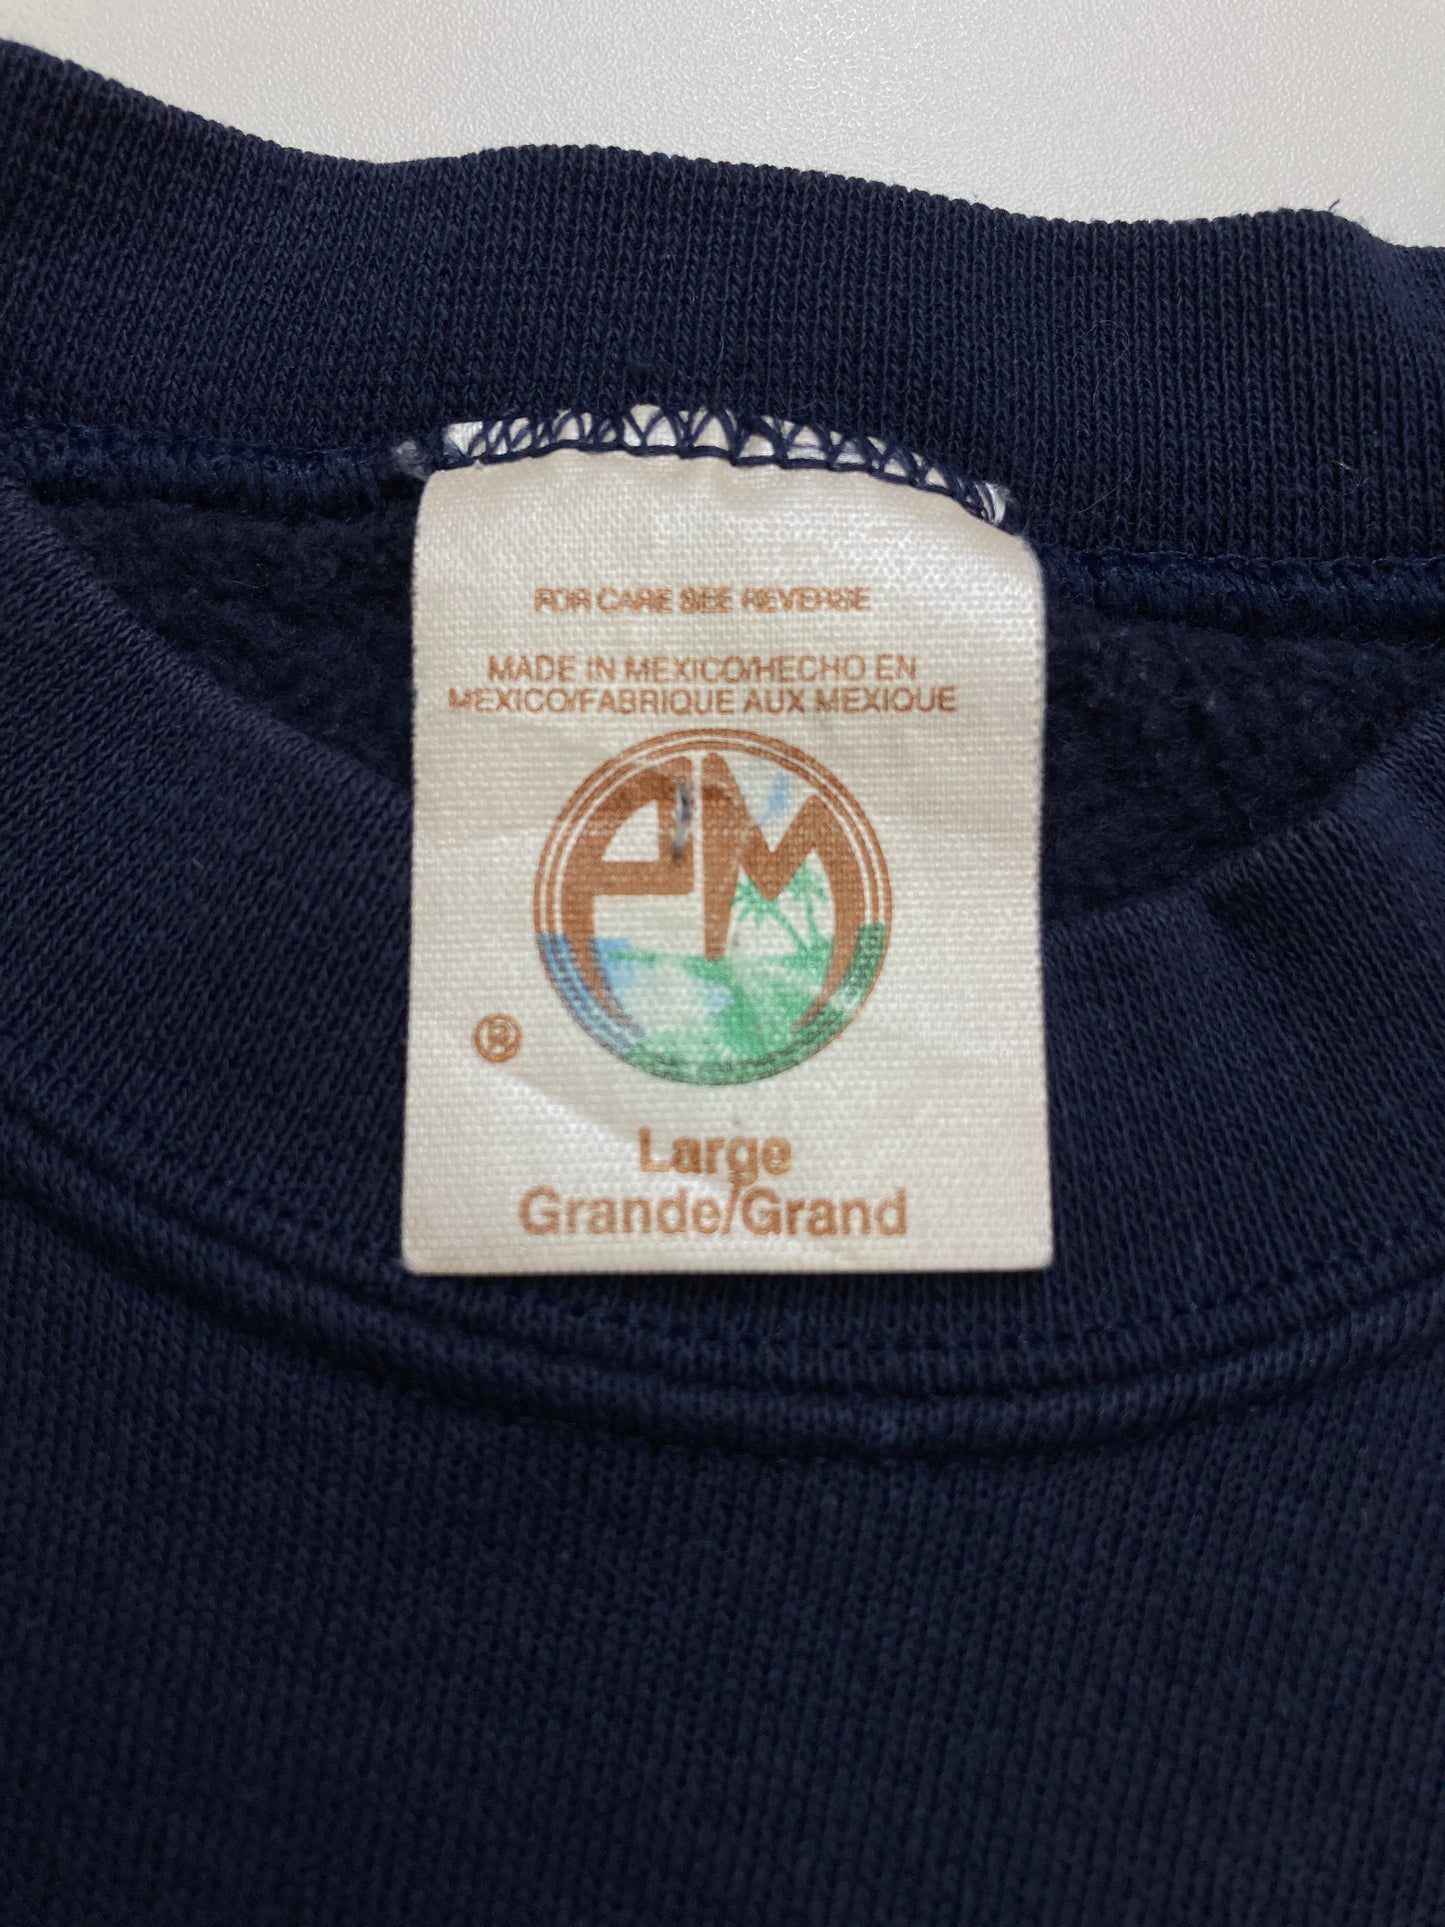 FOR CARE SEE REVERSE
MADE IN MEXICO/HECHO EN
MEXICO/FABRIQUE AUX MEXIQUE
PM
®
Large
Grande/Grand